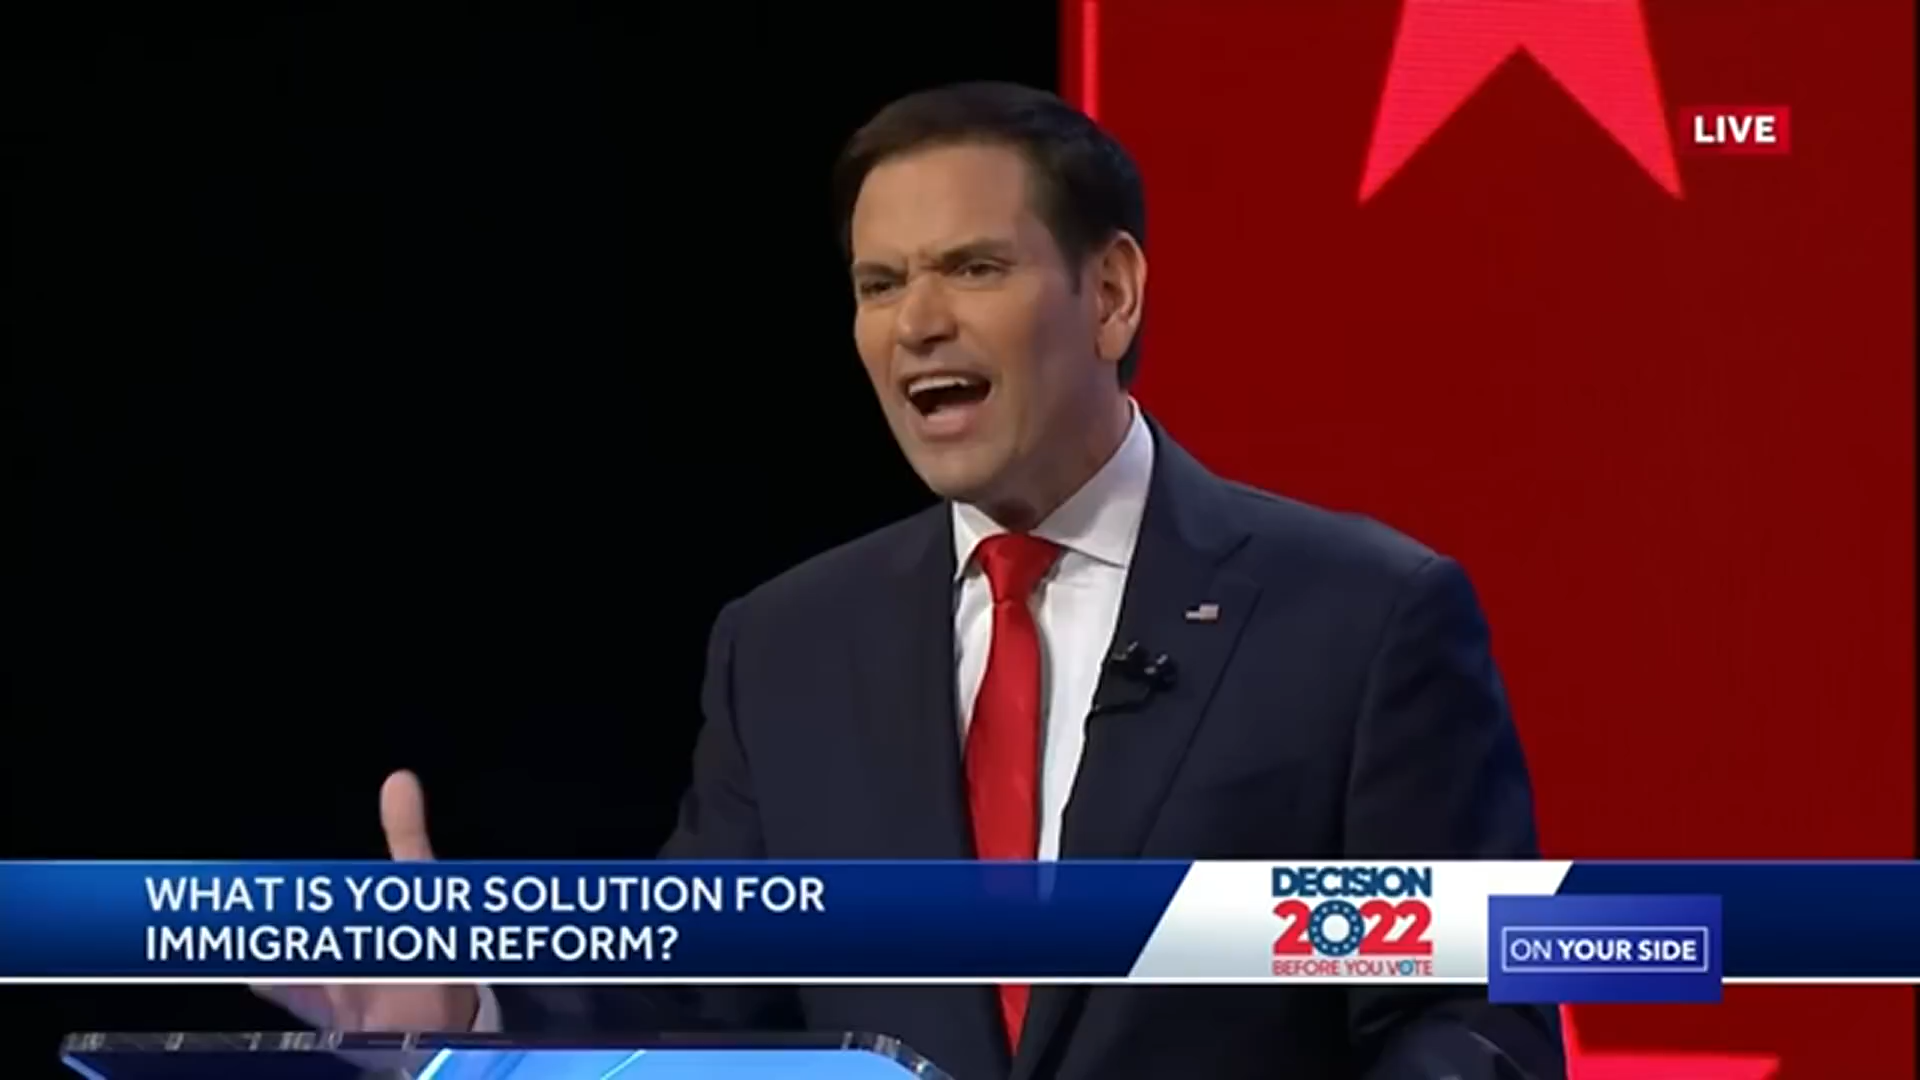 LIVE
WHAT IS YOUR SOLUTION FOR
IMMIGRATION REFORM?
DECISION
2022
BEFORE YOU VOTE
ON YOUR SIDE